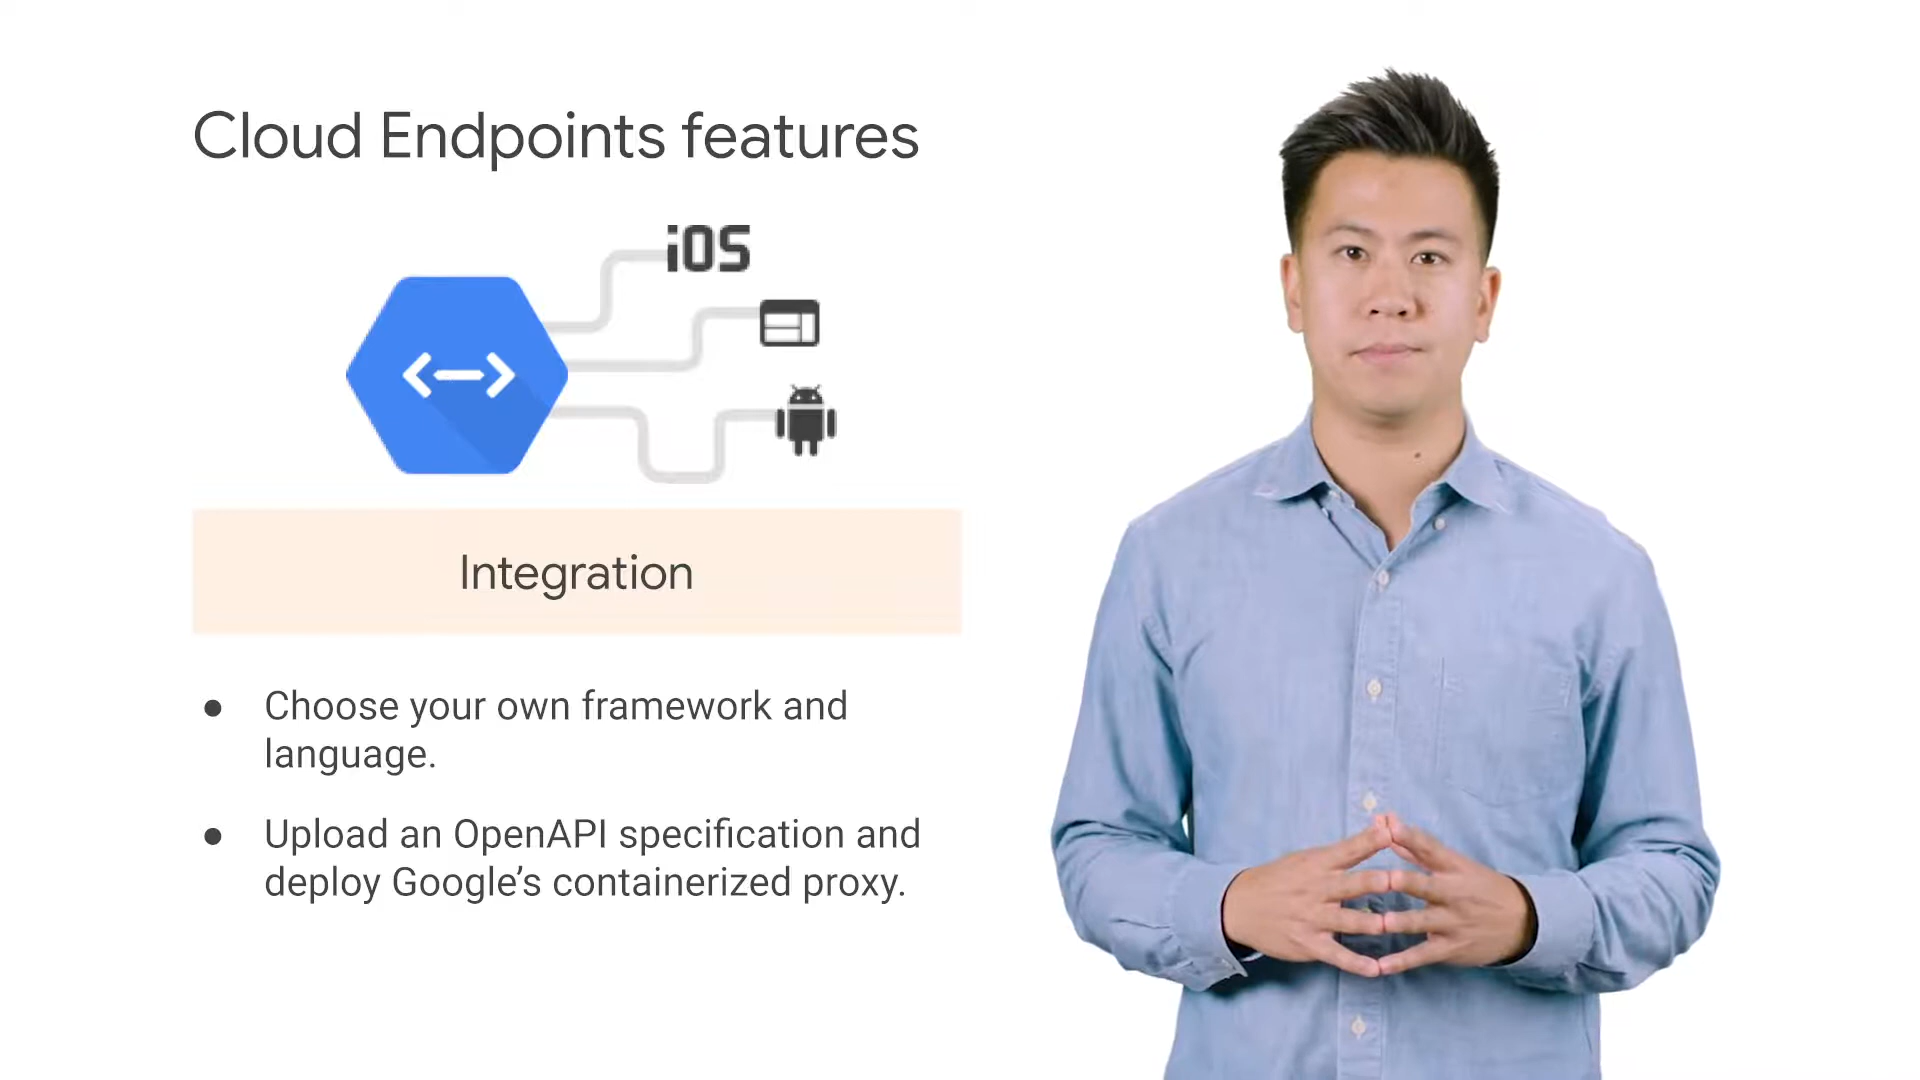 Cloud Endpoints features
iOS
Integration
● Choose your own framework and
language.
● Upload an OpenAPI specification and
deploy Google’s containerized proxy.